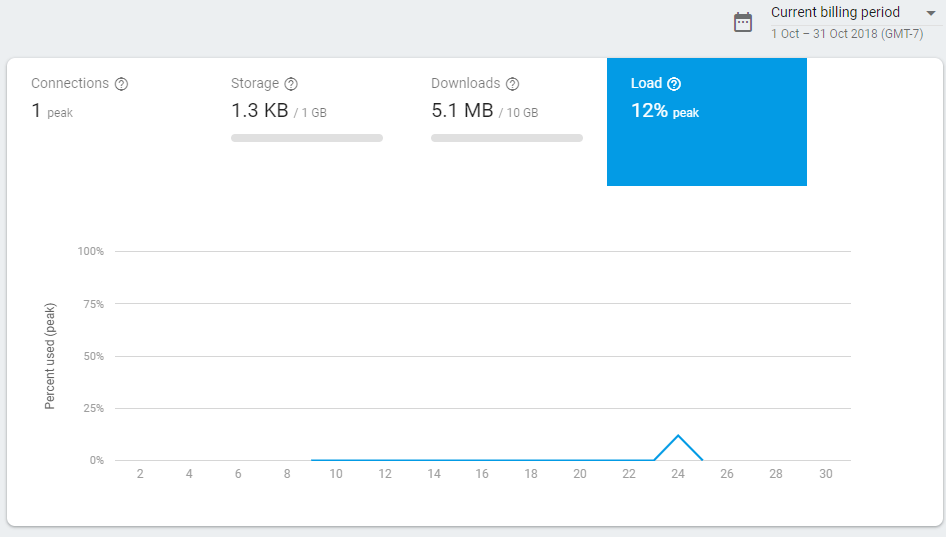 Current billing period
1 Oct – 31 Oct 2018 (GMT-7)
Connections
1 peak
Storage
1.3 KB / 1 GB
Downloads
5.1 MB / 10 GB
Load
12% peak
Percent used (peak)
100%
75%
50%
25%
0%
2 4 6 8 10 12 14 16 18 20 22 24 26 28 30